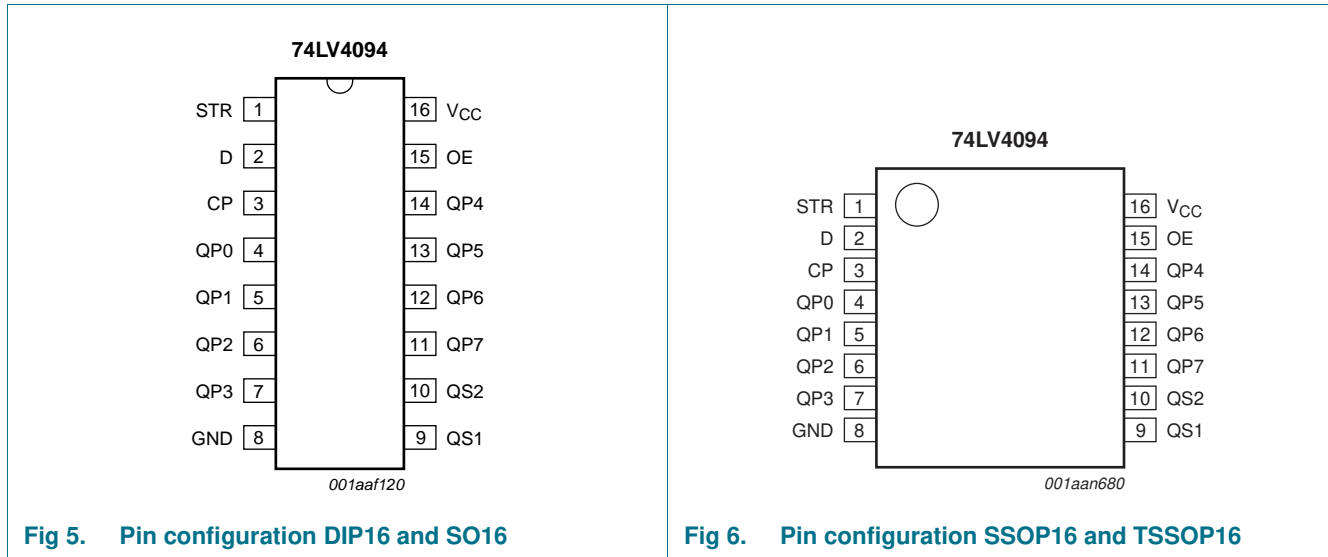 74LV4094
STR 1 16 VCC
D 2 15 OE
CP 3 14 QP4
QP0 4 13 QP5
QP1 5 12 QP6
QP2 6 11 QP7
QP3 7 10 QS2
GND 8 9 QS1
001aaf120
Fig 5. Pin configuration DIP16 and SO16
74LV4094
STR 1 16 VCC
D 2 15 OE
CP 3 14 QP4
QP0 4 13 QP5
QP1 5 12 QP6
QP2 6 11 QP7
QP3 7 10 QS2
GND 8 9 QS1
001aan680
Fig 6. Pin configuration SSOP16 and TSSOP16